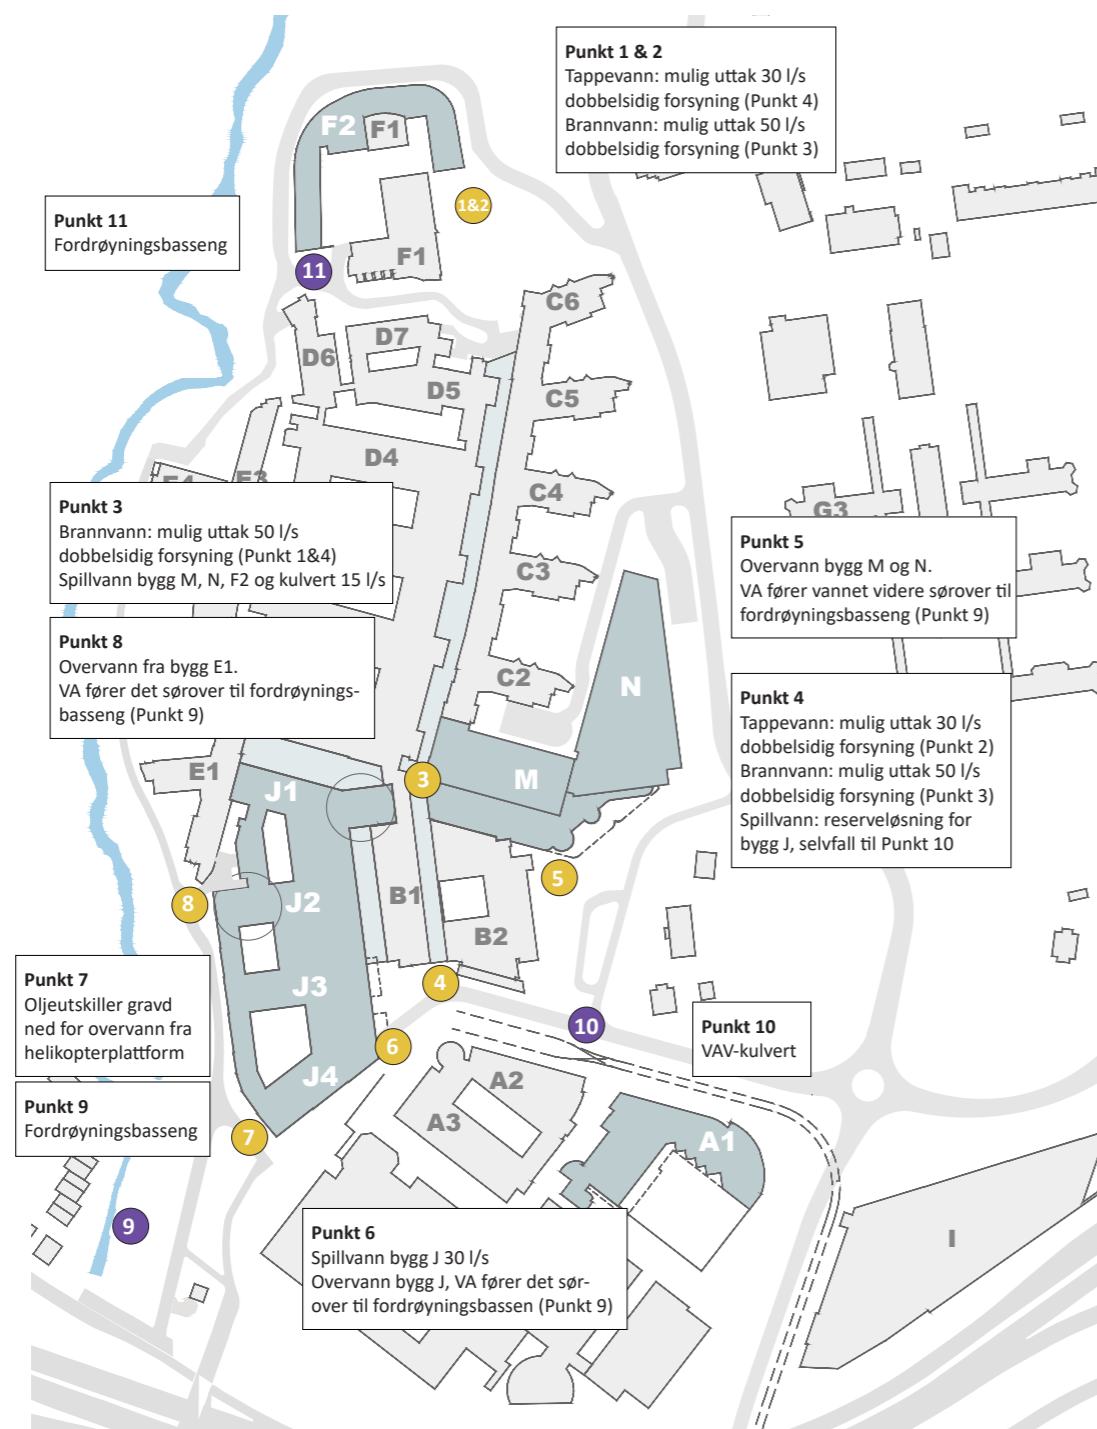 Punkt 1 & 2
Tappevann: mulig uttak 30 l/s
dobbelsidig forsyning (Punkt 4)
Brannvann: mulig uttak 50 l/s
dobbelsidig forsyning (Punkt 3)
F2
F1
1&2
Punkt 11
Fordrøyningsbasseng
F1
11
C6
D7
D6
D5
C5
D4
C4
G3
Punkt 3
Brannvann: mulig uttak 50 l/s
dobbelsidig forsyning (Punkt 1&4)
Spillvann bygg M, N, F2 og kulvert 15 l/s
Punkt 5
Overvann bygg M og N.
VA fører vannet videre sørover til
fordrøyningsbasseng (Punkt 9)
C3
Punkt 8
Overvann fra bygg E1.
VA fører det sørover til fordrøynings-
basseng (Punkt 9)
C2
N
Punkt 4
Tappevann: mulig uttak 30 l/s
dobbelsidig forsyning (Punkt 2)
Brannvann: mulig uttak 50 l/s
dobbelsidig forsyning (Punkt 3)
Spillvann: reserveløsning for
bygg J, selvfall til Punkt 10
E1
J1
3
M
5
8
J2
B1
B2
Punkt 7
Oljeutskiller gravd
ned for overvann fra
helikopterplattform
J3
4
10
Punkt 10
VAV-kulvert
6
J4
A2
A3
A1
Punkt 9
Fordrøyningsbasseng
7
9
Punkt 6
Spillvann bygg J 30 l/s
Overvann bygg J, VA fører det sør-
over til fordrøyningsbassen (Punkt 9)
I